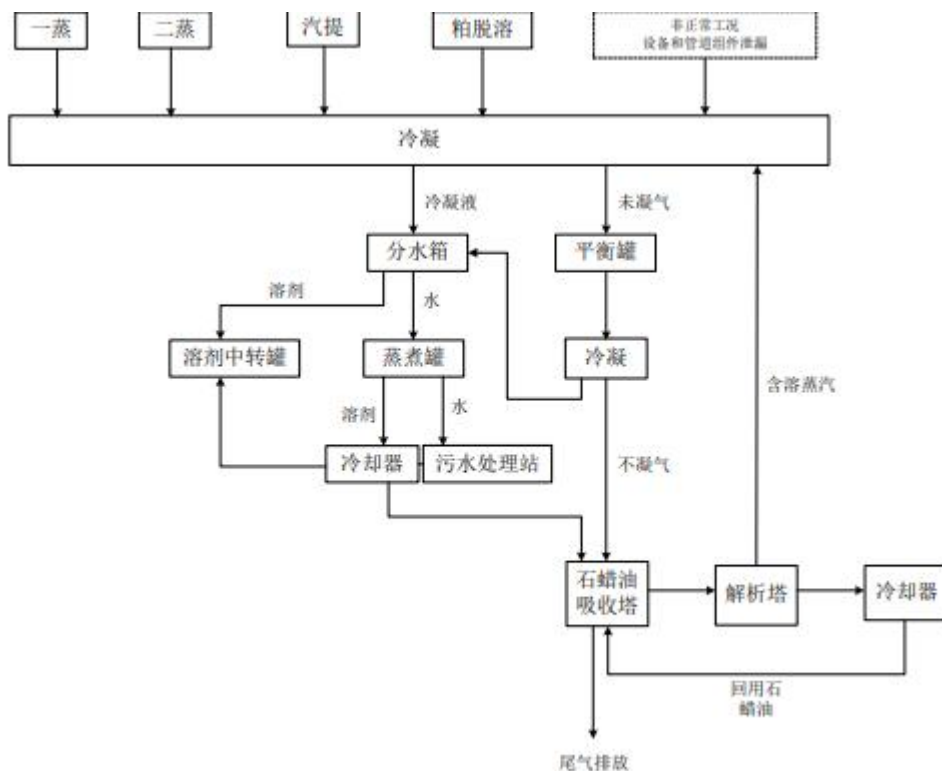 一蒸
二蒸
汽提
粕脱溶
非正常工况
设备和管道组件泄漏
冷凝
冷凝液
未凝气
分水箱
平衡罐
溶剂
水
溶剂中转罐
蒸煮罐
冷凝
含溶蒸汽
溶剂
水
冷却器
污水处理站
不凝气
石蜡油
吸收塔
解析塔
冷却器
回用石
蜡油
尾气排放